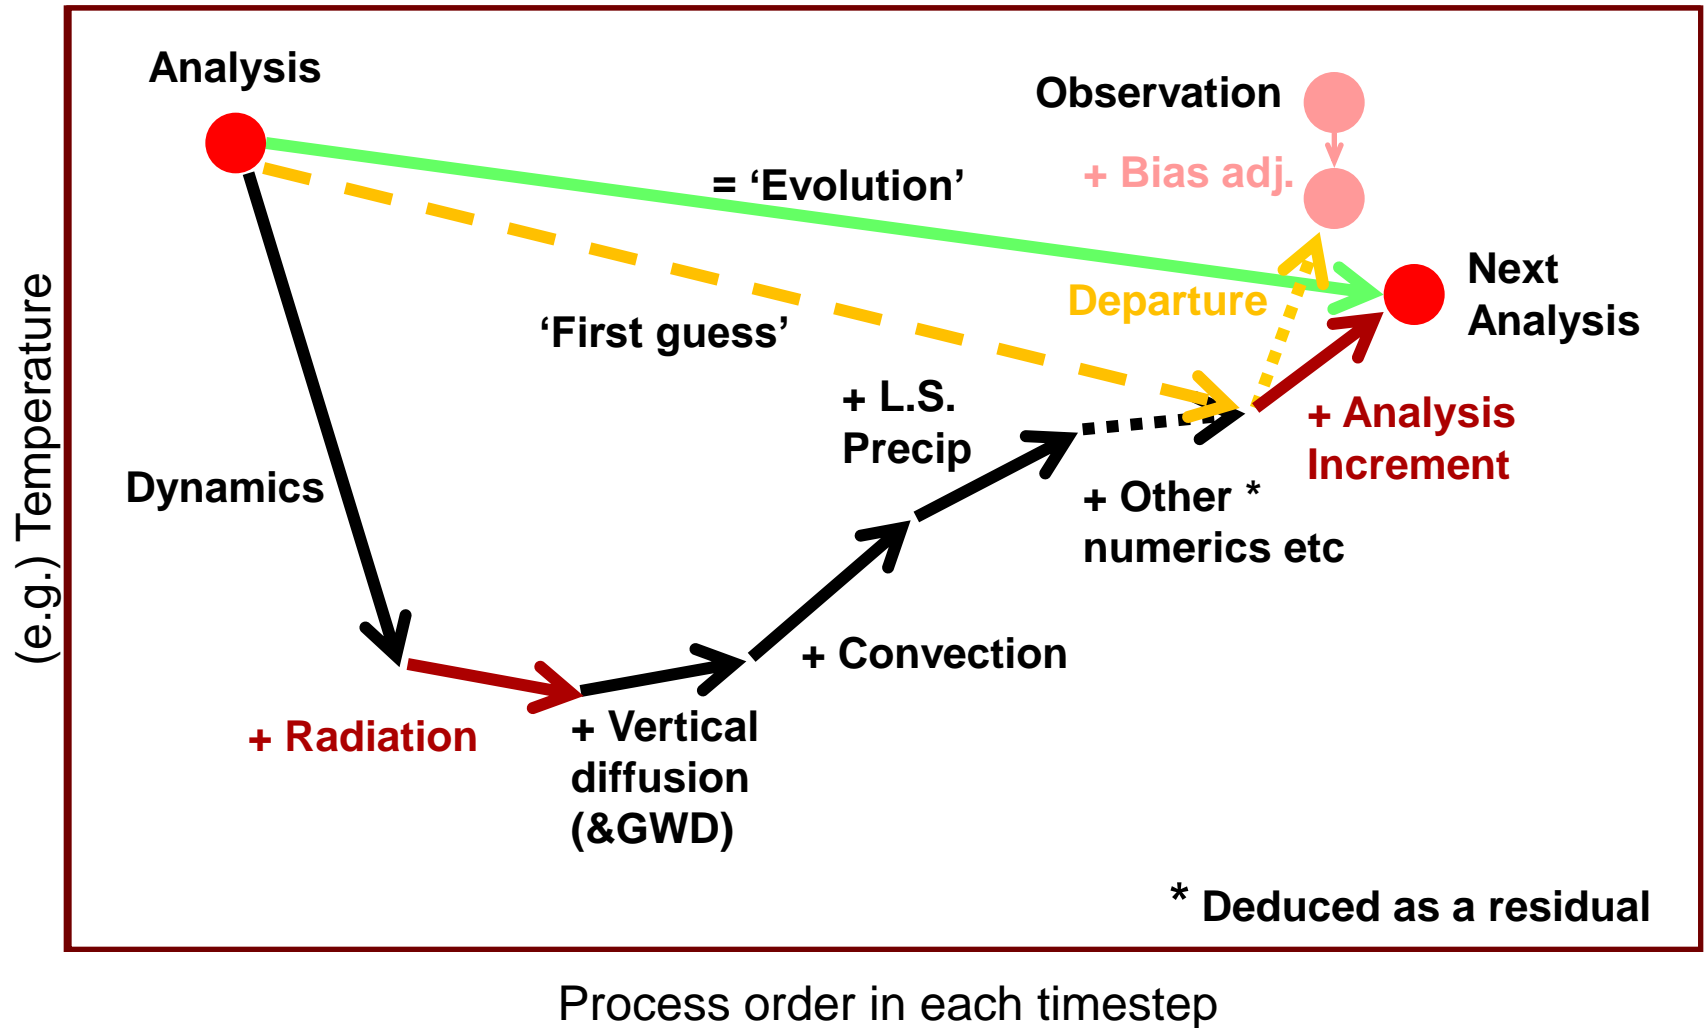 Analysis
Observation
+ Bias adj.
= ‘Evolution’
Next
Analysis
Departure
‘First guess’
+ L.S.
Precip
+ Analysis
Increment
Dynamics
+ Other *
numerics etc
+ Convection
+ Radiation
+ Vertical
diffusion
(&GWD)
* Deduced as a residual
(e.g.) Temperature
Process order in each timestep